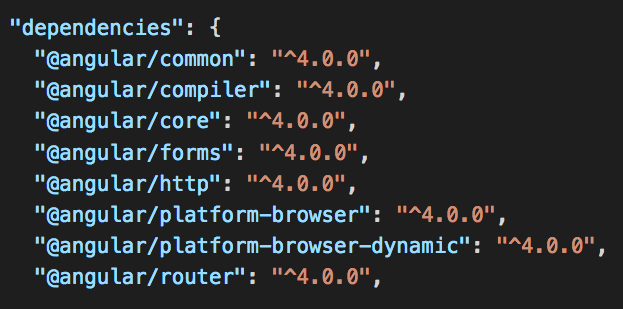 "dependencies": {
"@angular/common": "^4.0.0",
"@angular/compiler": "^4.0.0",
"@angular/core": "^4.0.0",
"@angular/forms": "^4.0.0",
"@angular/http": "^4.0.0",
"@angular/platform-browser": "^4.0.0",
"@angular/platform-browser-dynamic": "^4.0.0",
"@angular/router": "^4.0.0",